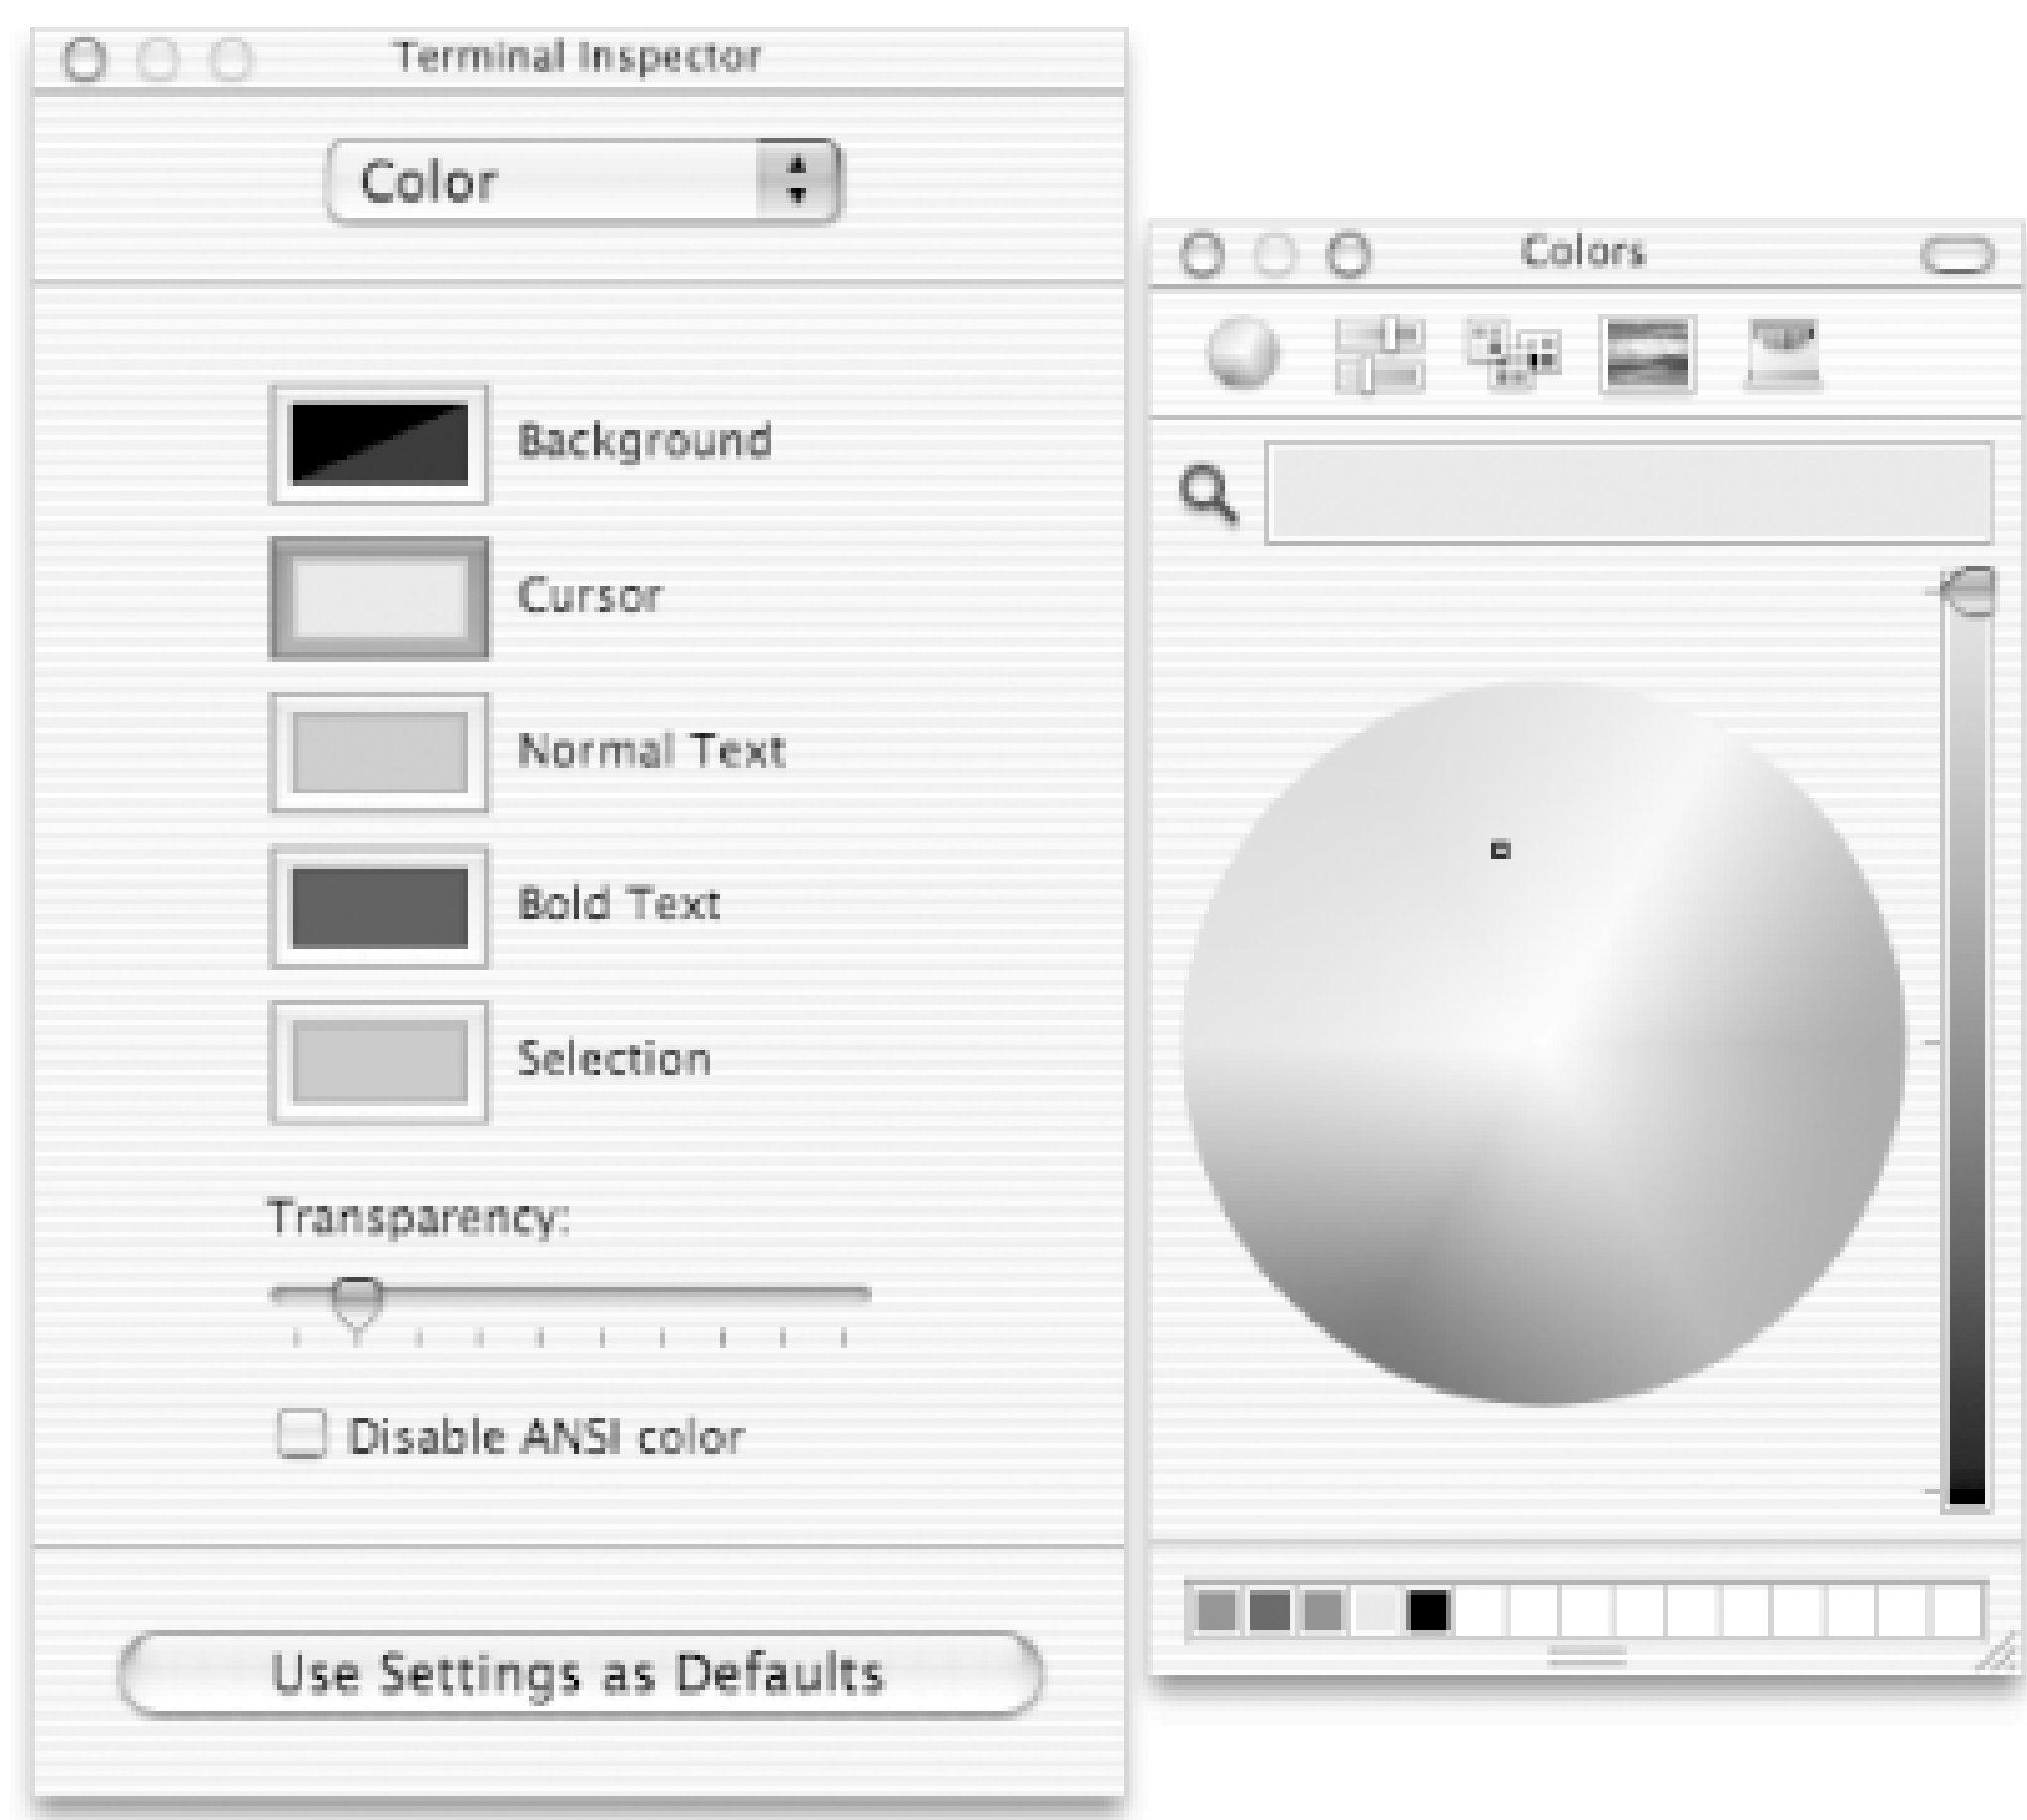 Terminal Inspector
Color
Background
Cursor
Normal Text
Bold Text
Selection
Transparency:
Disable ANSI color
Use Settings as Defaults
Colors